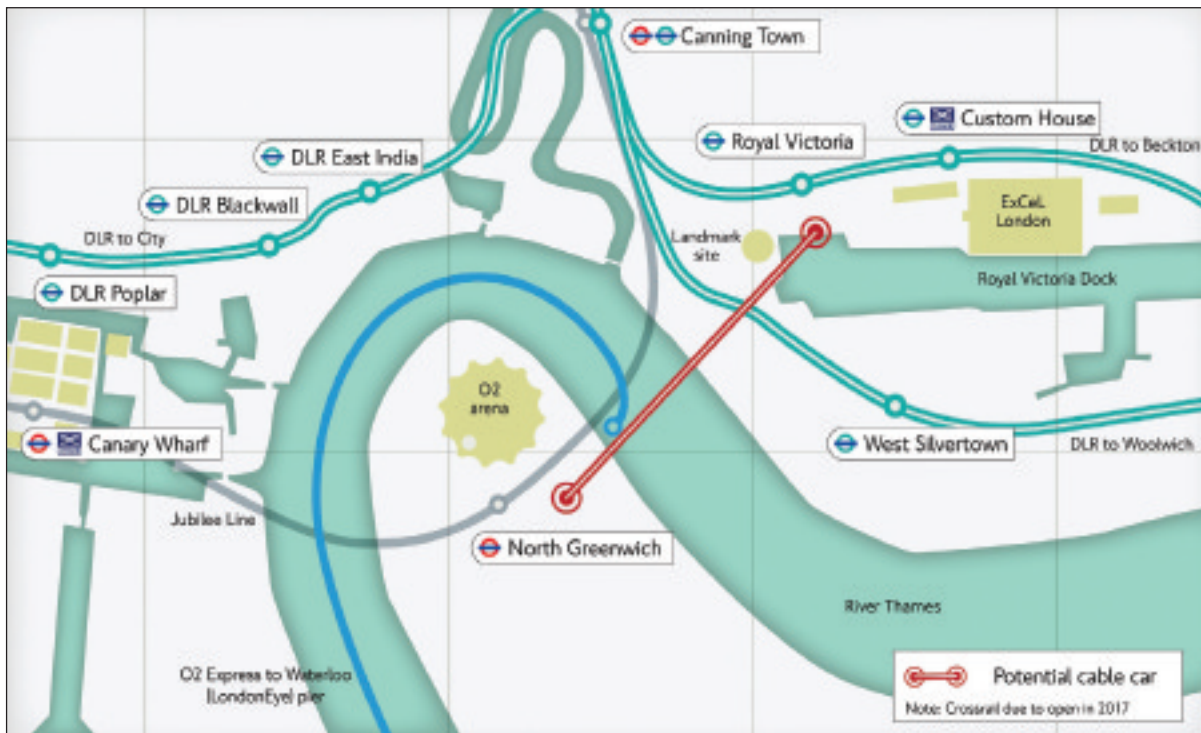 Canning Town
Custom House
Royal Victoria
DLR to Beckton
DLR East India
DLR Blackwall
ExCeL
London
DLR to City
Landmark
site
Royal Victoria Dock
DLR Poplar
O2
arena
Canary Wharf
West Silvertown
DLR to Woolwich
Jubilee Line
North Greenwich
River Thames
O2 Express to Waterloo
(LondonEye) pier
Potential cable car
Note: Crossrail due to open in 2017